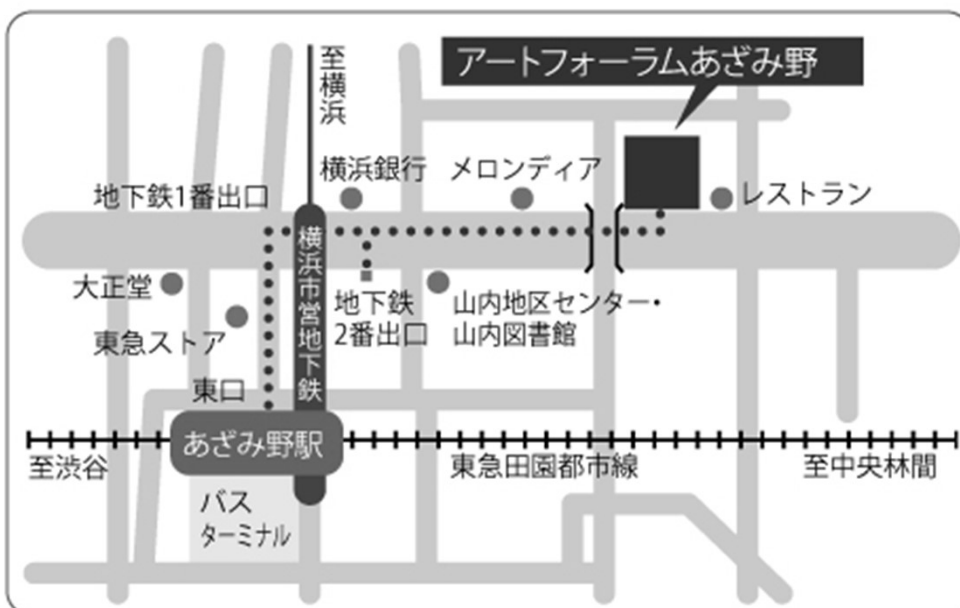 アートフォーラムあざみ野
至横浜
横浜銀行
メロンディア
地下鉄1番出口
レストラン
横浜市営地下鉄
大正堂
地下鉄
2番出口
山内地区センター・
山内図書館
東急ストア
東口
あざみ野駅
至渋谷
東急田園都市線
至中央林間
バス
ターミナル